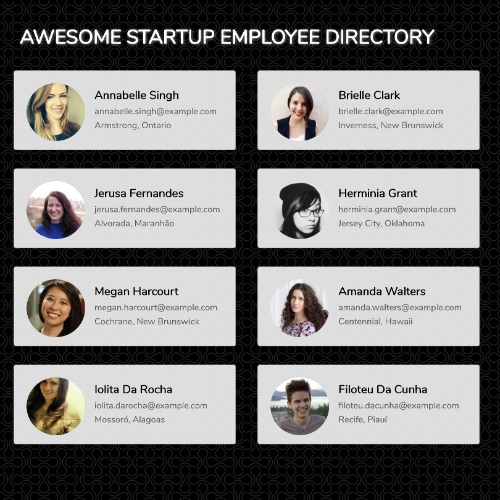 AWESOME STARTUP EMPLOYEE DIRECTORY
Annabelle Singh
annabelle.singh@example.com
Armstrong, Ontario
Brielle Clark
brielle.clark@example.com
Inverness, New Brunswick
Jerusa Fernandes
jerusa.fernandes@example.com
Alvorada, Maranhão
Herminia Grant
herminia.grant@example.com
Jersey City, Oklahoma
Megan Harcourt
megan.harcourt@example.com
Cochrane, New Brunswick
Amanda Walters
amanda.walters@example.com
Centennial, Hawaii
Iolita Da Rocha
iolita.darocha@example.com
Mossoró, Alagoas
Filoteu Da Cunha
filoteu.dacunha@example.com
Recife, Piauí